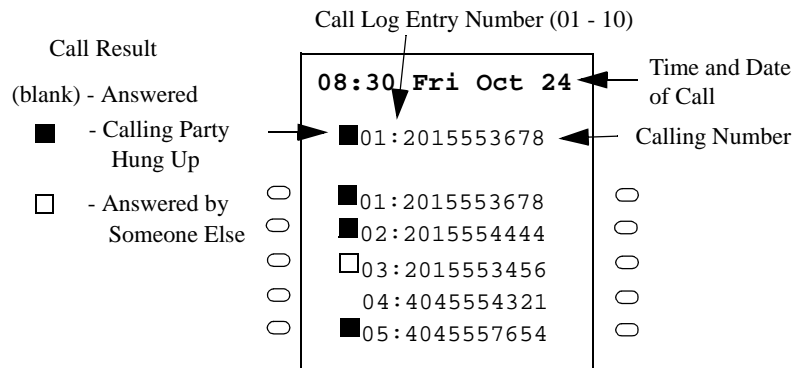 Call Log Entry Number (01 - 10)
Call Result
(blank) - Answered
■ - Calling Party
Hung Up
□ - Answered by
Someone Else
08:30 Fri Oct 24
Time and Date
of Call
■01:2015553678
Calling Number
■01:2015553678
■02:2015554444
□03:2015553456
04:4045554321
■05:4045557654